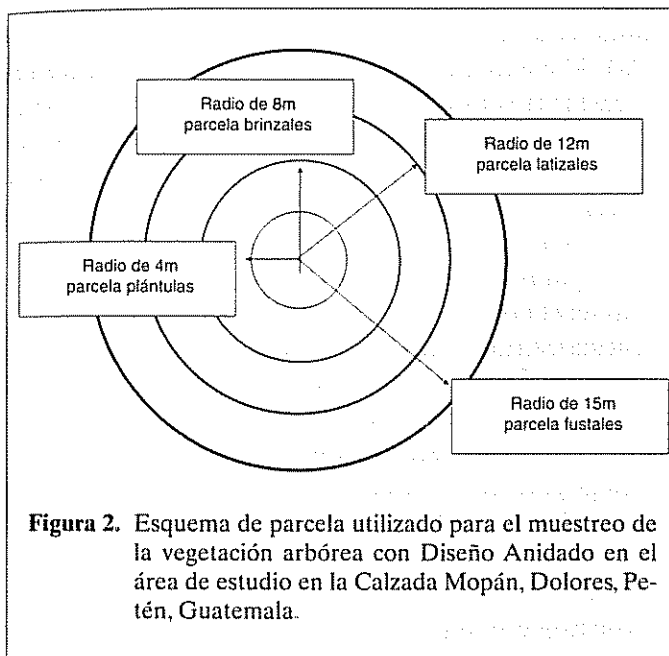 Radio de 8m
parcela brinzales
Radio de 12m
parcela latizales
Radio de 4m
parcela plántulas
Radio de 15m
parcela fustales
Figura 2. Esquema de parcela utilizado para el muestreo de
la vegetación arbórea con Diseño Anidado en el
área de estudio en la Calzada Mopán, Dolores, Pe-
tén, Guatemala.